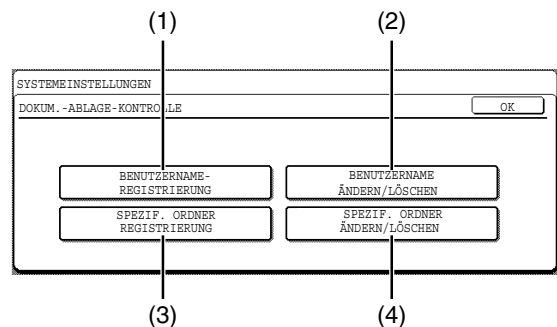 (1) (2)
SYSTEMEINSTELLUNGEN
DOKUM.-ABLAGE-KONTROLLE OK
BENUTZERNAME- BENUTZERNAME
REGISTRIERUNG ÄNDERN/LÖSCHEN
SPEZIF. ORDNER SPEZIF. ORDNER
REGISTRIERUNG ÄNDERN/LÖSCHEN
(3) (4)